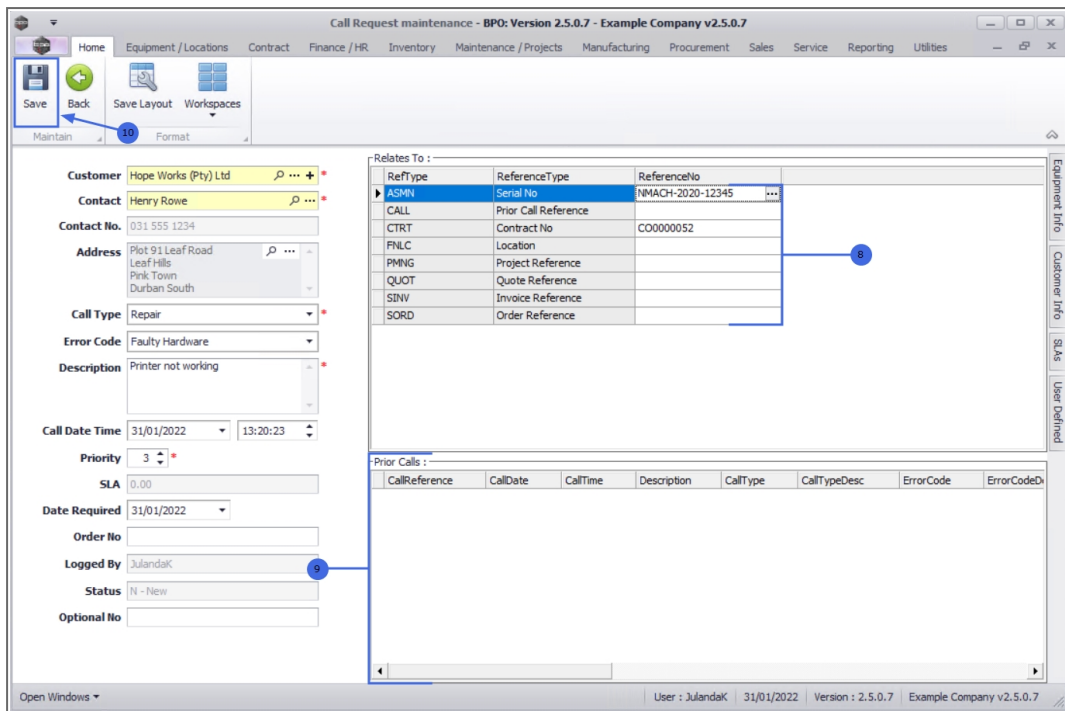 Call Request maintenance - BPO: Version 2.5.0.7 - Example Company v2.5.0.7
Home Equipment / Locations Contract Finance / HR Inventory Maintenance / Projects Manufacturing Procurement Sales Service Reporting Utilities
Save Back Save Layout Workspaces
10
Maintain Format
Customer Hope Works (Pty) Ltd *
Contact Henry Rowe *
Contact No. 031 555 1234
Address Plot 91 Leaf Road
Leaf Hills
Pink Town
Durban South
Call Type Repair *
Error Code Faulty Hardware
Description Printer not working *
Call Date Time 31/01/2022 13:20:23
Priority 3 *
SLA 0.00
Date Required 31/01/2022
Order No
Logged By JulandaK
Status N - New
Optional No
9
Relates To :
RefType ReferenceType ReferenceNo
ASMN Serial No NMACH-2020-12345
CALL Prior Call Reference
CTRT Contract No CO0000052
FNLC Location
PMNG Project Reference
QUOT Quote Reference
SINV Invoice Reference
SORD Order Reference
8
Prior Calls :
CallReference CallDate CallTime Description CallType CallTypeDesc ErrorCode ErrorCodeD
Equipment Info
Customer Info
SLAs
User Defined
Open Windows User : JulandaK 31/01/2022 Version : 2.5.0.7 Example Company v2.5.0.7